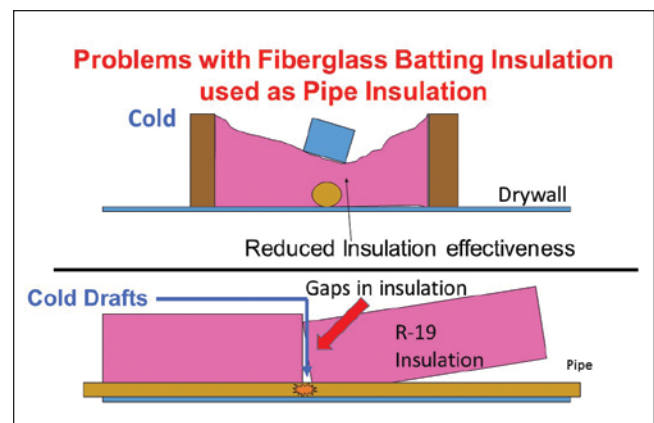 Problems with Fiberglass Batting Insulation
used as Pipe Insulation
Cold
Drywall
Reduced Insulation effectiveness
Gaps in insulation
Cold Drafts
R-19
Insulation
Pipe